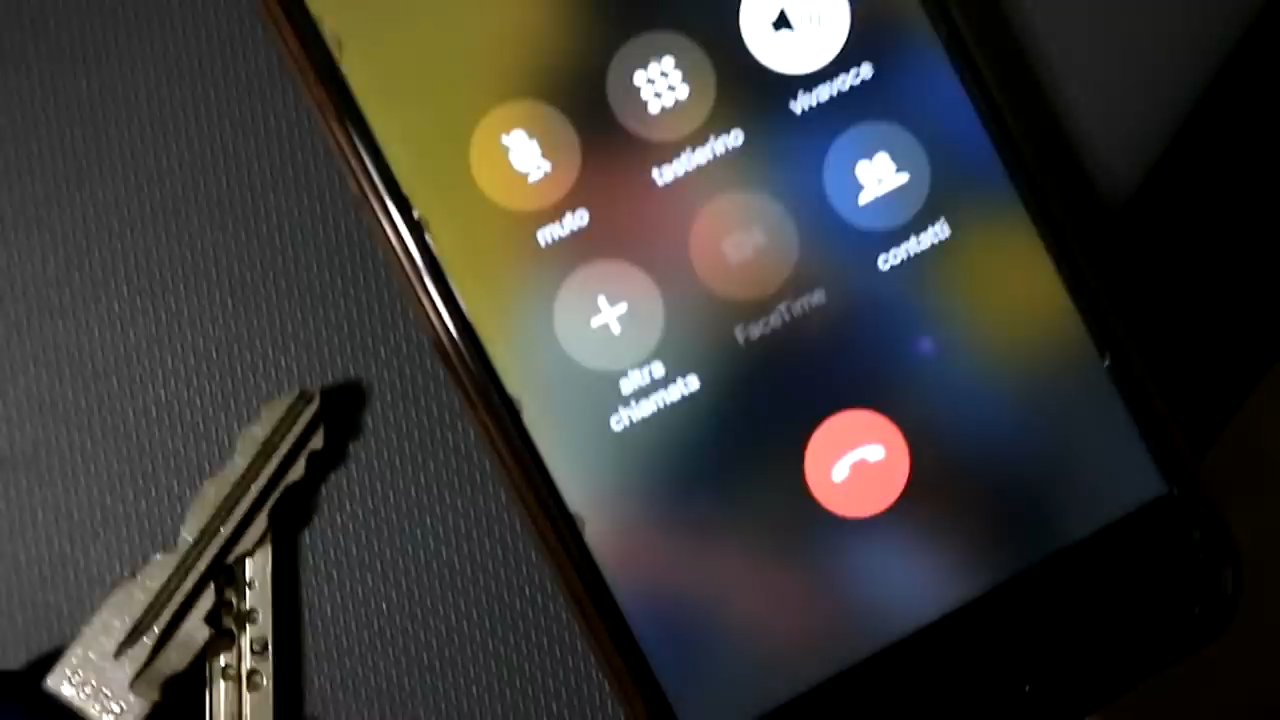 muto
tastierino
vivavoce
altra
chiamata
FaceTime
contatti